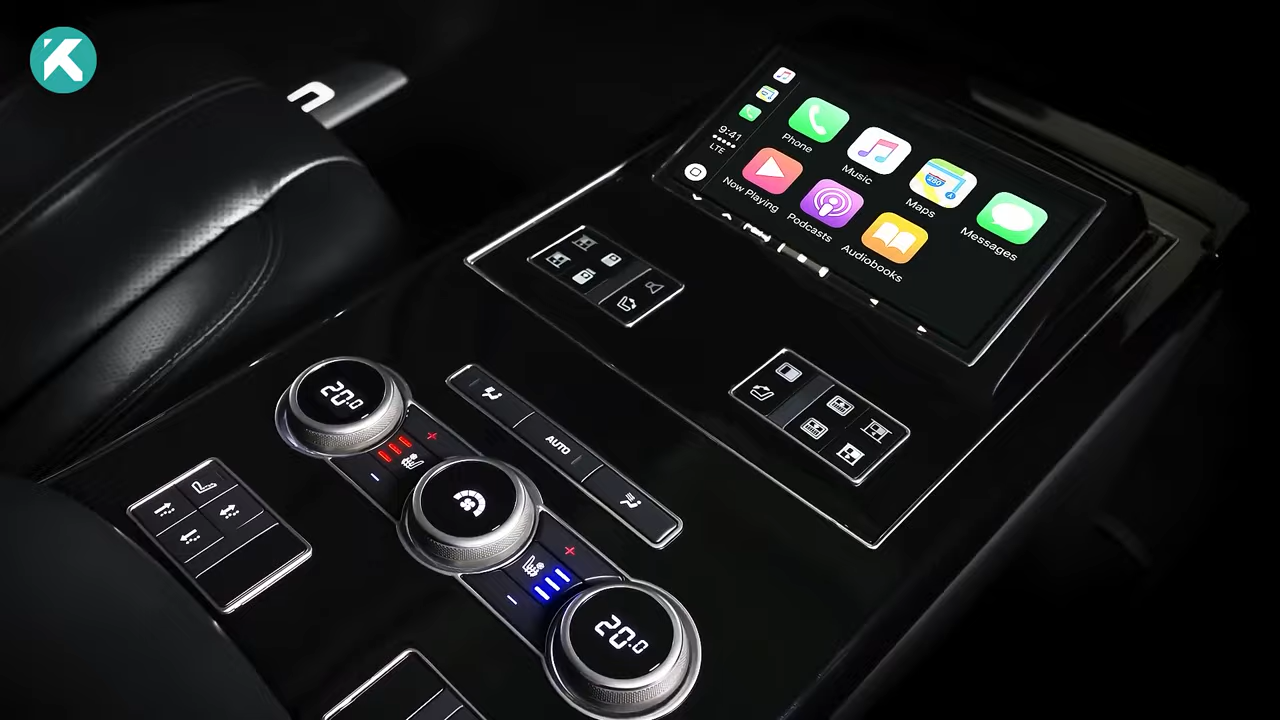 K
9:41
LTE
Phone
Music
Maps
Messages
Now Playing
Podcasts
Audiobooks
20.0
AUTO
20.0